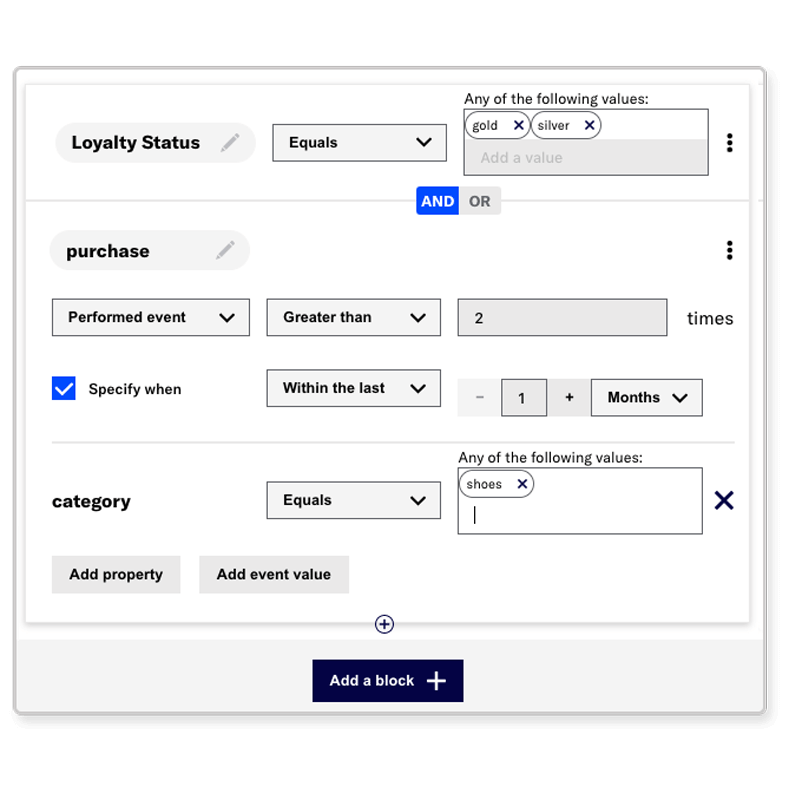 Any of the following values:
Loyalty Status Equals gold silver
Add a value
AND OR
purchase
Performed event Greater than 2 times
Specify when Within the last − 1 + Months
Any of the following values:
category Equals shoes
Add property Add event value
Add a block